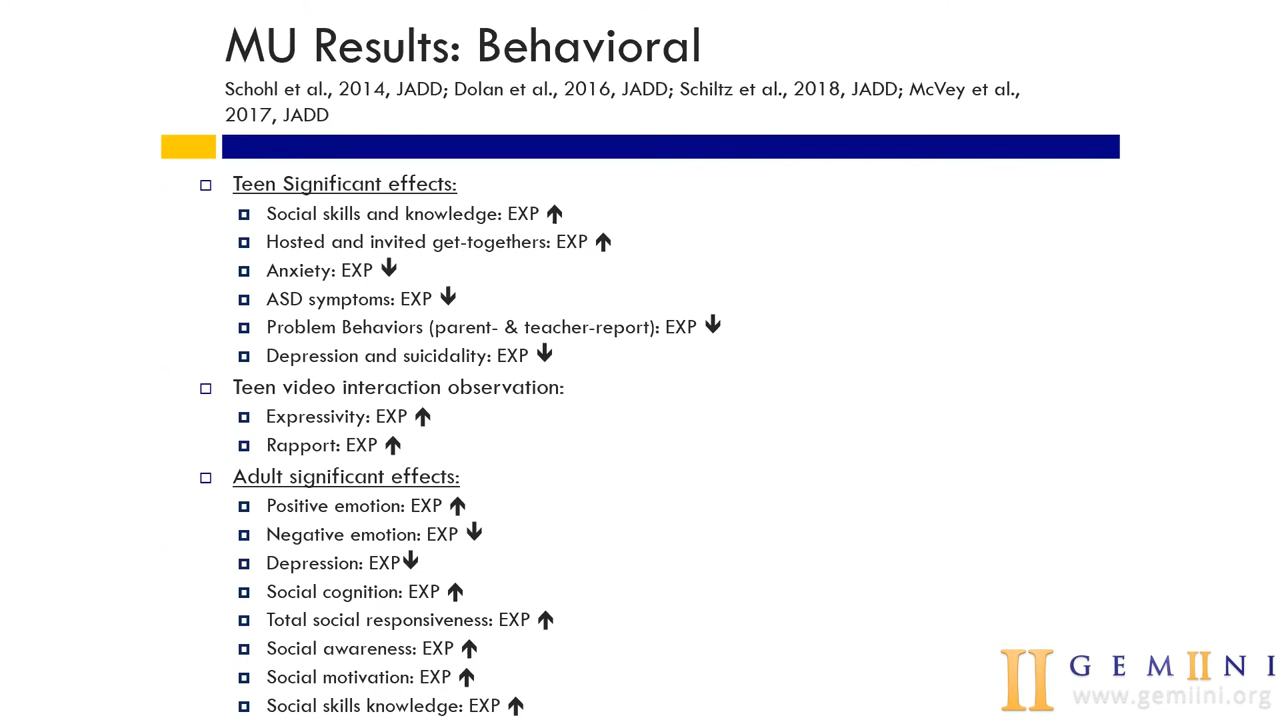 MU Results: Behavioral
Schohl et al., 2014, JADD; Dolan et al., 2016, JADD; Schiltz et al., 2018, JADD; McVey et al.,
2017, JADD
Teen Significant effects:
Social skills and knowledge: EXP ↑
Hosted and invited get-togethers: EXP ↑
Anxiety: EXP ↓
ASD symptoms: EXP ↓
Problem Behaviors (parent- & teacher-report): EXP ↓
Depression and suicidality: EXP ↓
Teen video interaction observation:
Expressivity: EXP ↑
Rapport: EXP ↑
Adult significant effects:
Positive emotion: EXP ↑
Negative emotion: EXP ↓
Depression: EXP↓
Social cognition: EXP ↑
Total social responsiveness: EXP ↑
Social awareness: EXP ↑
Social motivation: EXP ↑
Social skills knowledge: EXP ↑
GEMIINI
www.gemiini.org